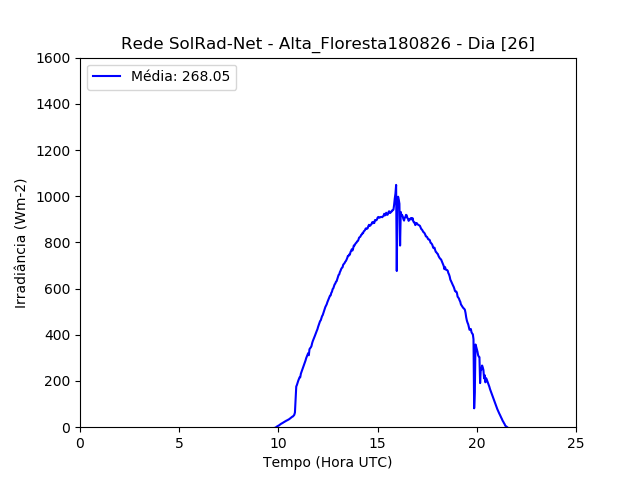 Rede SolRad-Net - Alta_Floresta180826 - Dia [26]
Média: 268.05
1600
1400
1200
1000
800
600
400
200
0
Irradiância (Wm-2)
0 5 10 15 20 25
Tempo (Hora UTC)